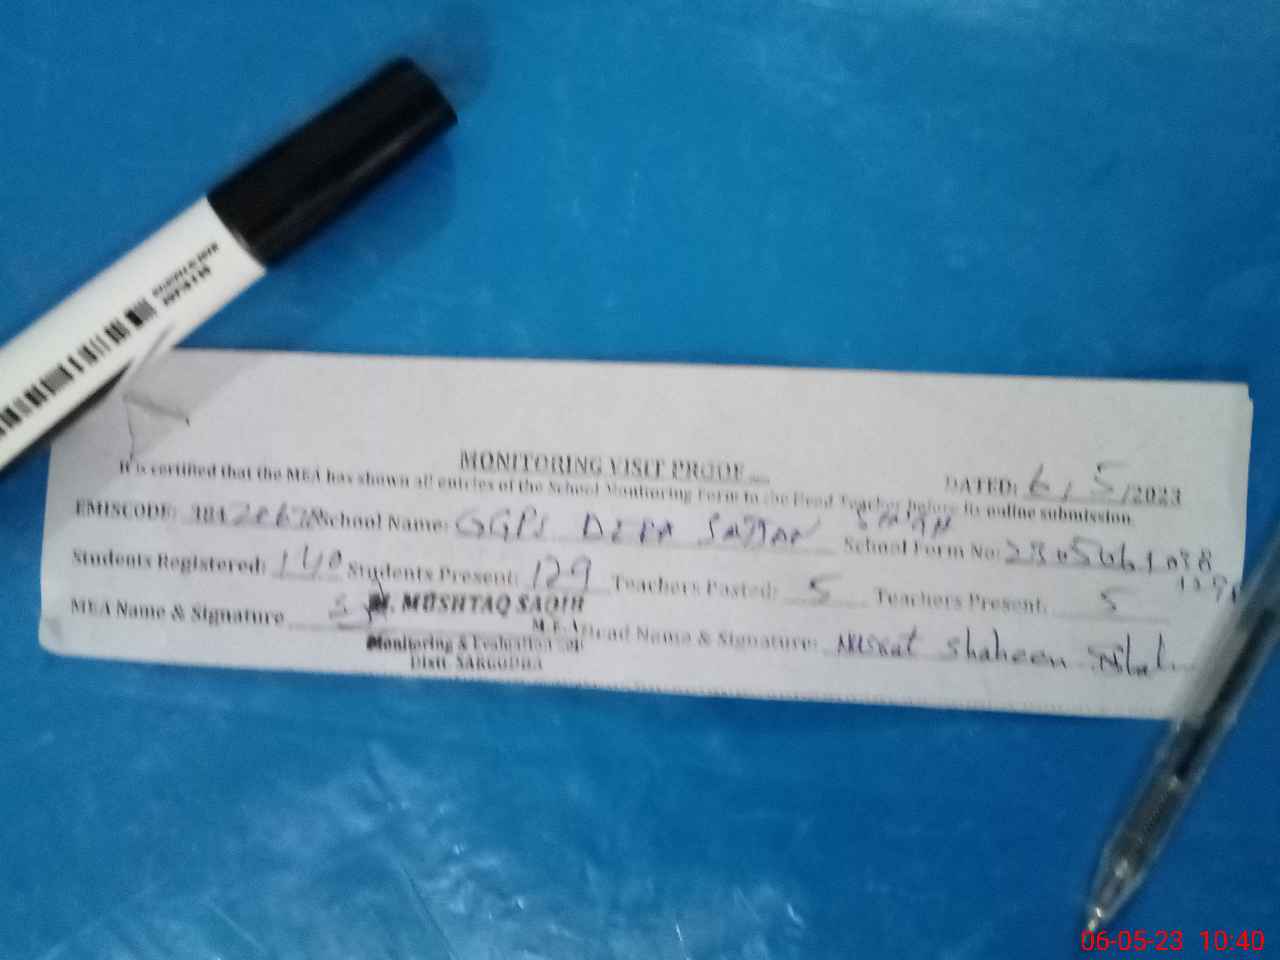 MONITORING VISIT PROOF
DATED: 6, 5, /2023
It is certified that the MEA has shown all entries of the School Monitoring Form to the Head Teacher before its online submission.
EMISCODE: School Name: GGPS DERA SHAH
School Form No:
Students Registered: 140 Students Present: 129 Teachers Posted: 5 Teachers Present: 5
MEA Name & Signature M. MUSHTAQ SAQIB
M.E.A
Head Name & Signature: Shaheen
Monitoring & Evaluation
Distt. SARGODHA
06-05-23 10:40